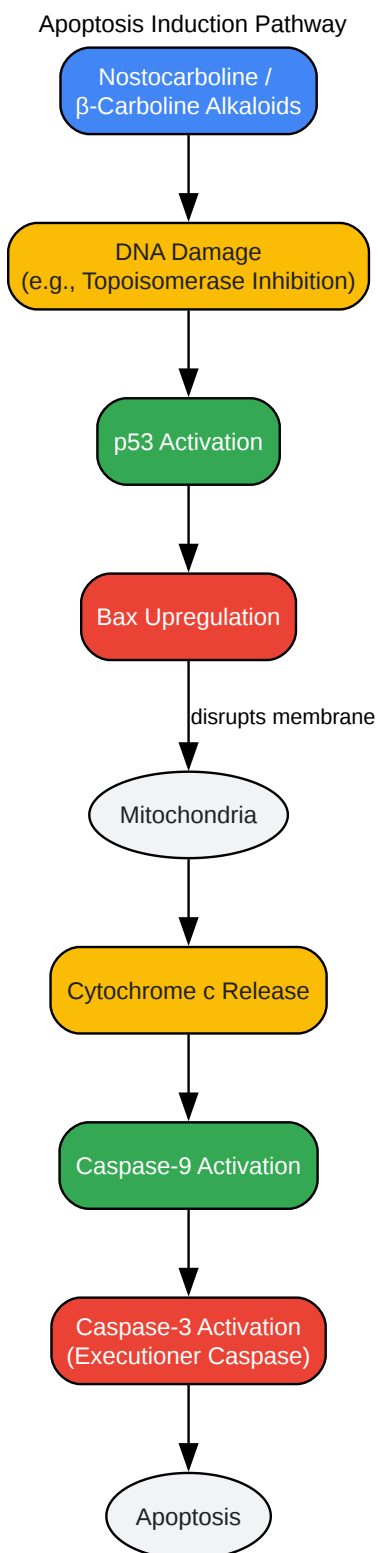 Apoptosis Induction Pathway
Nostocarboline /
β-Carboline Alkaloids
DNA Damage
(e.g., Topoisomerase Inhibition)
p53 Activation
Bax Upregulation
disrupts membrane
Mitochondria
Cytochrome c Release
Caspase-9 Activation
Caspase-3 Activation
(Executioner Caspase)
Apoptosis